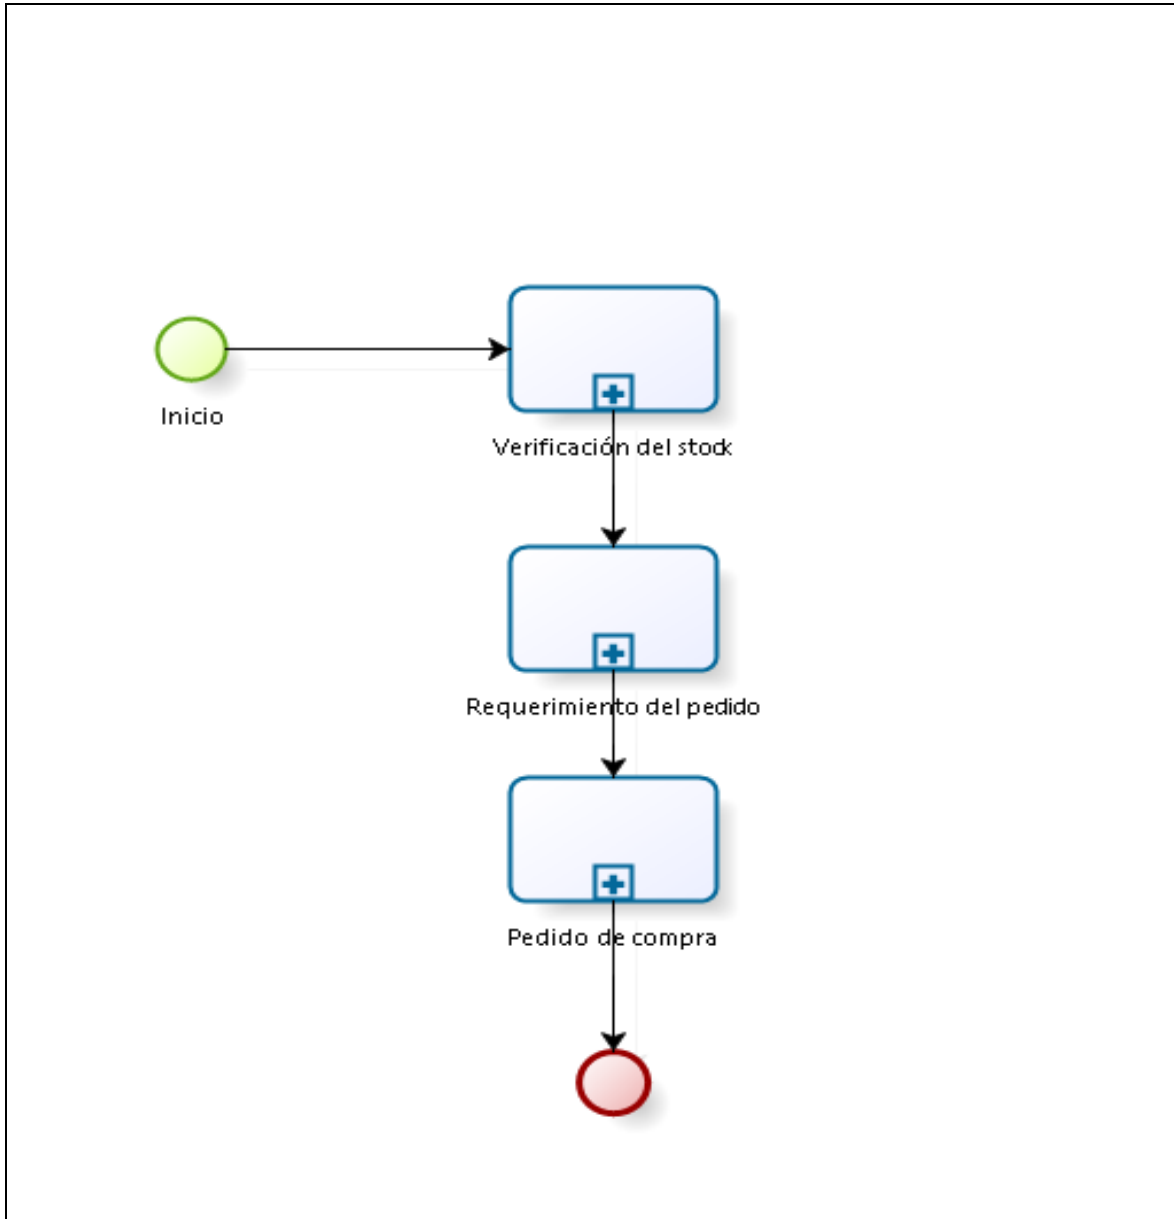 Inicio
Verificación del stock
Requerimiento del pedido
Pedido de compra